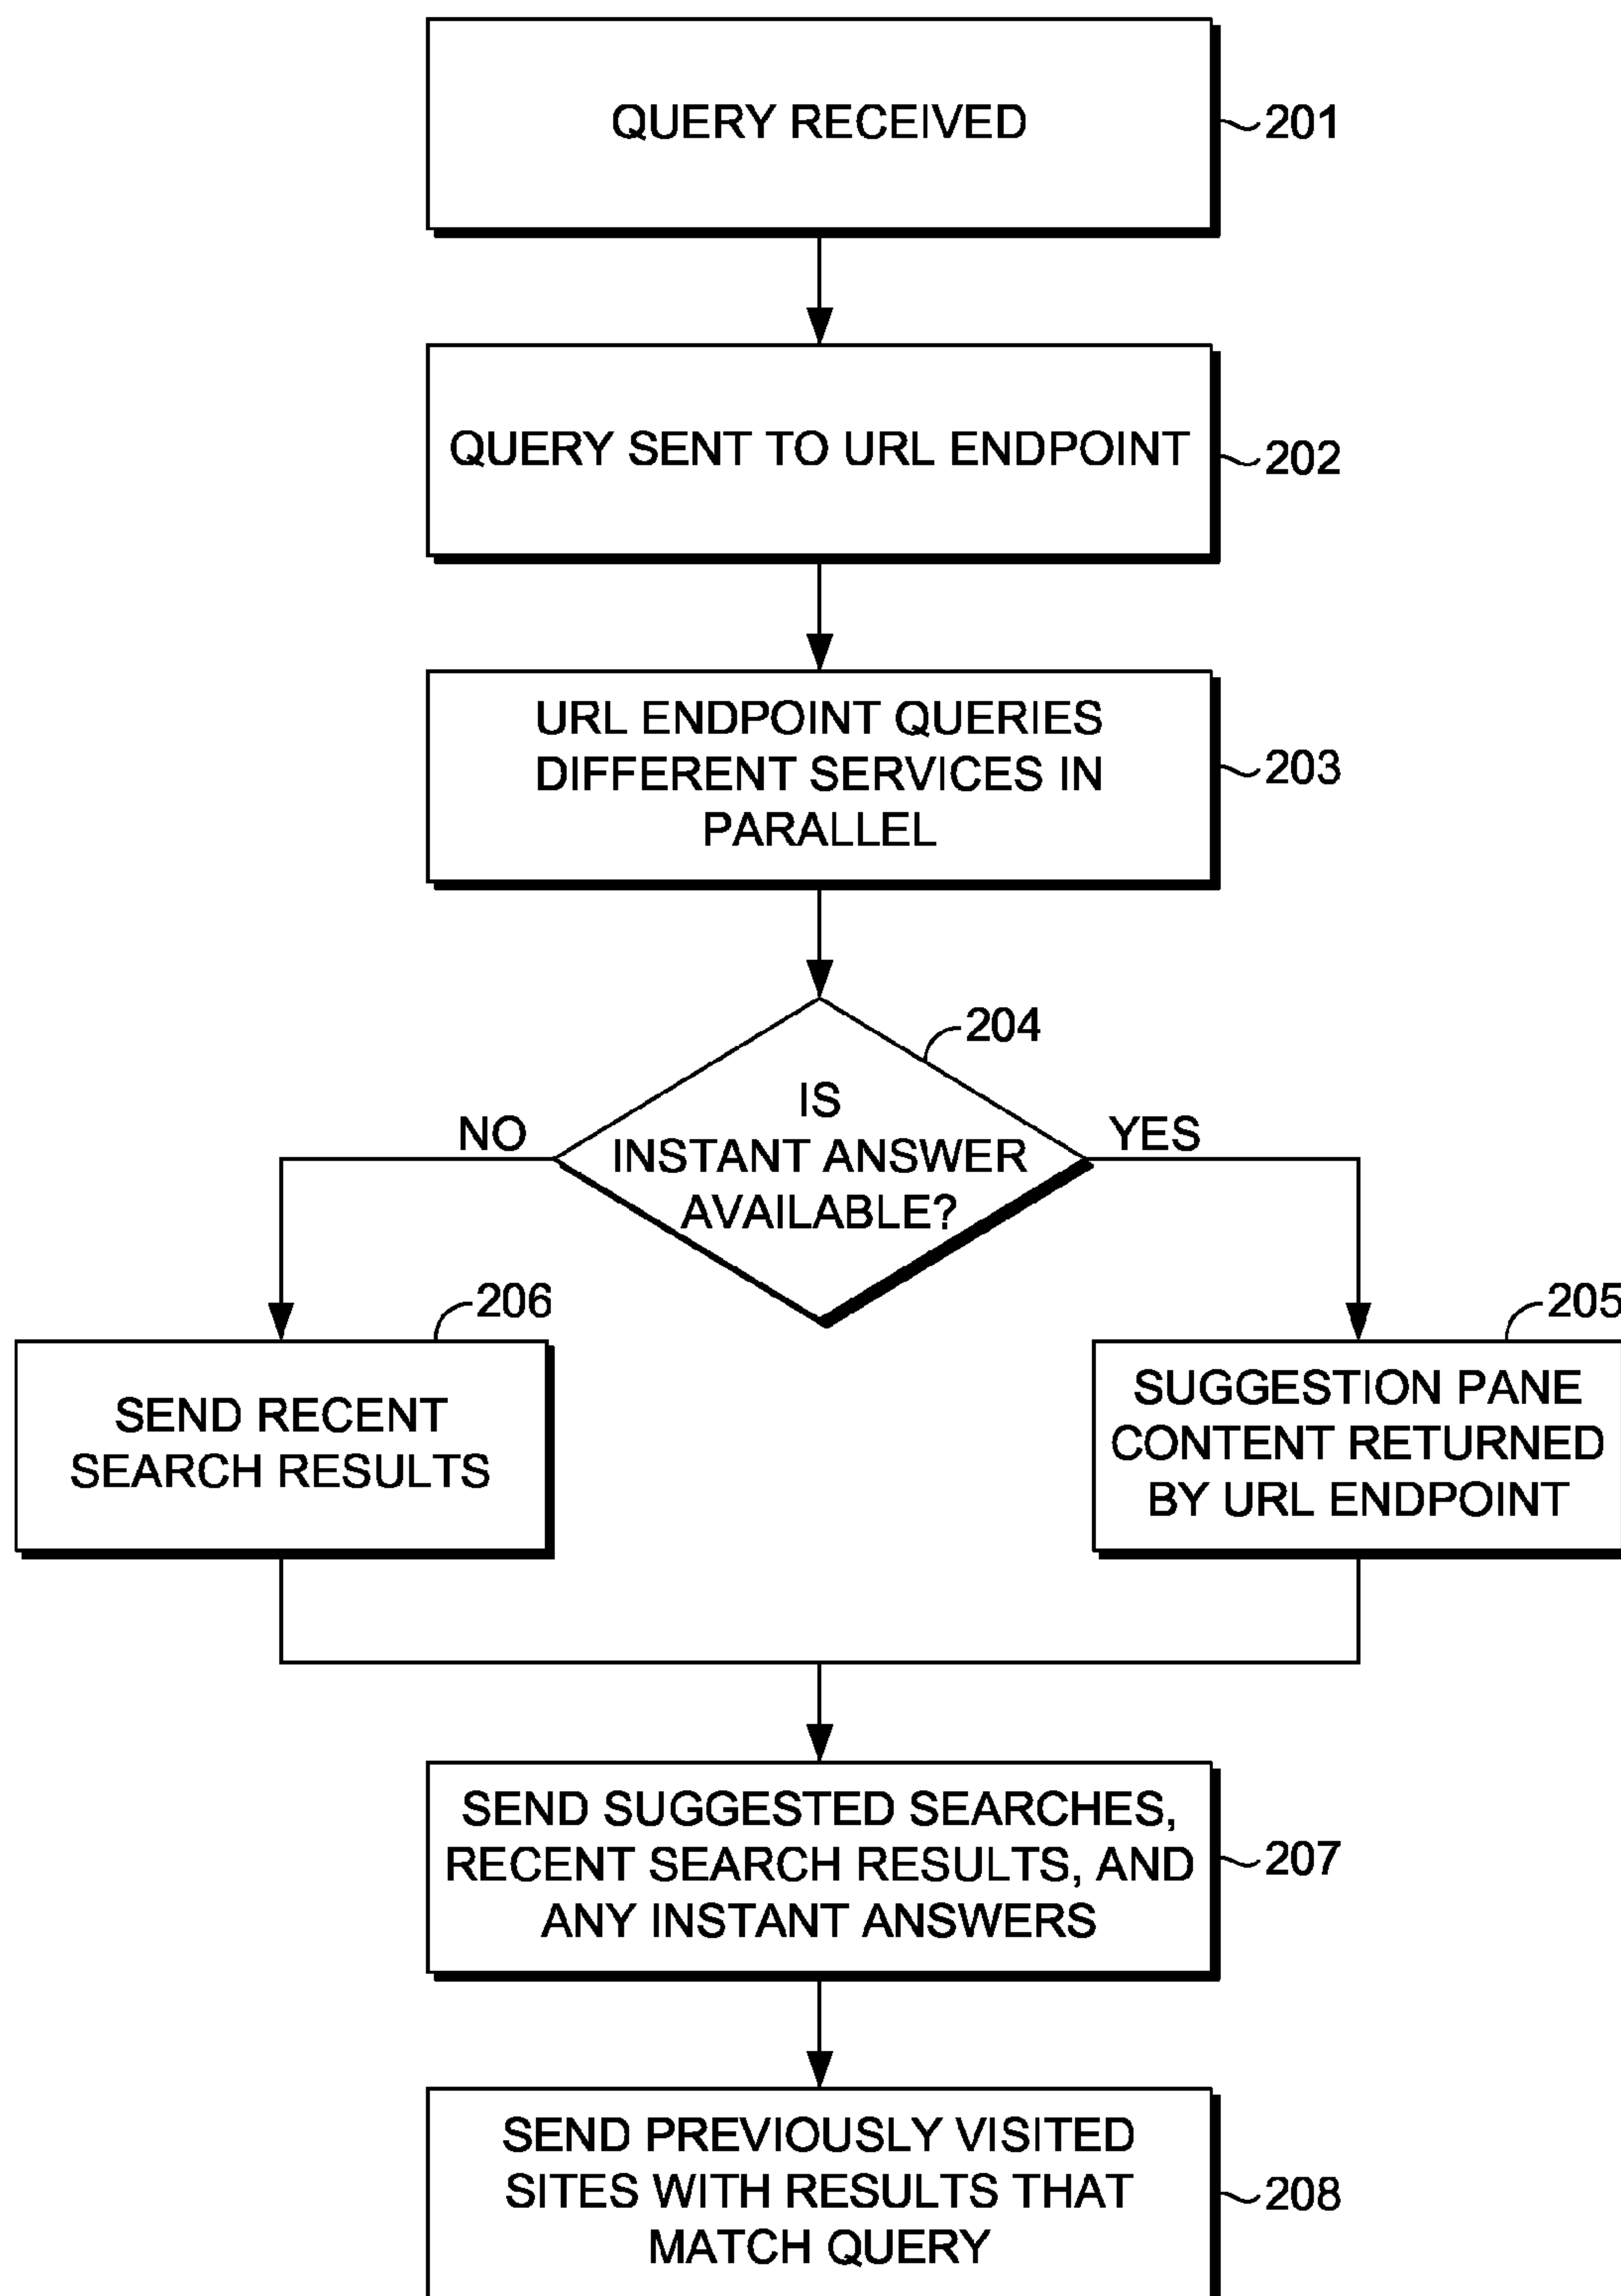 QUERY RECEIVED
201
QUERY SENT TO URL ENDPOINT
202
URL ENDPOINT QUERIES
DIFFERENT SERVICES IN
PARALLEL
203
204
IS
INSTANT ANSWER
AVAILABLE?
NO
YES
206
SEND RECENT
SEARCH RESULTS
205
SUGGESTION PANE
CONTENT RETURNED
BY URL ENDPOINT
SEND SUGGESTED SEARCHES,
RECENT SEARCH RESULTS, AND
ANY INSTANT ANSWERS
207
SEND PREVIOUSLY VISITED
SITES WITH RESULTS THAT
MATCH QUERY
208